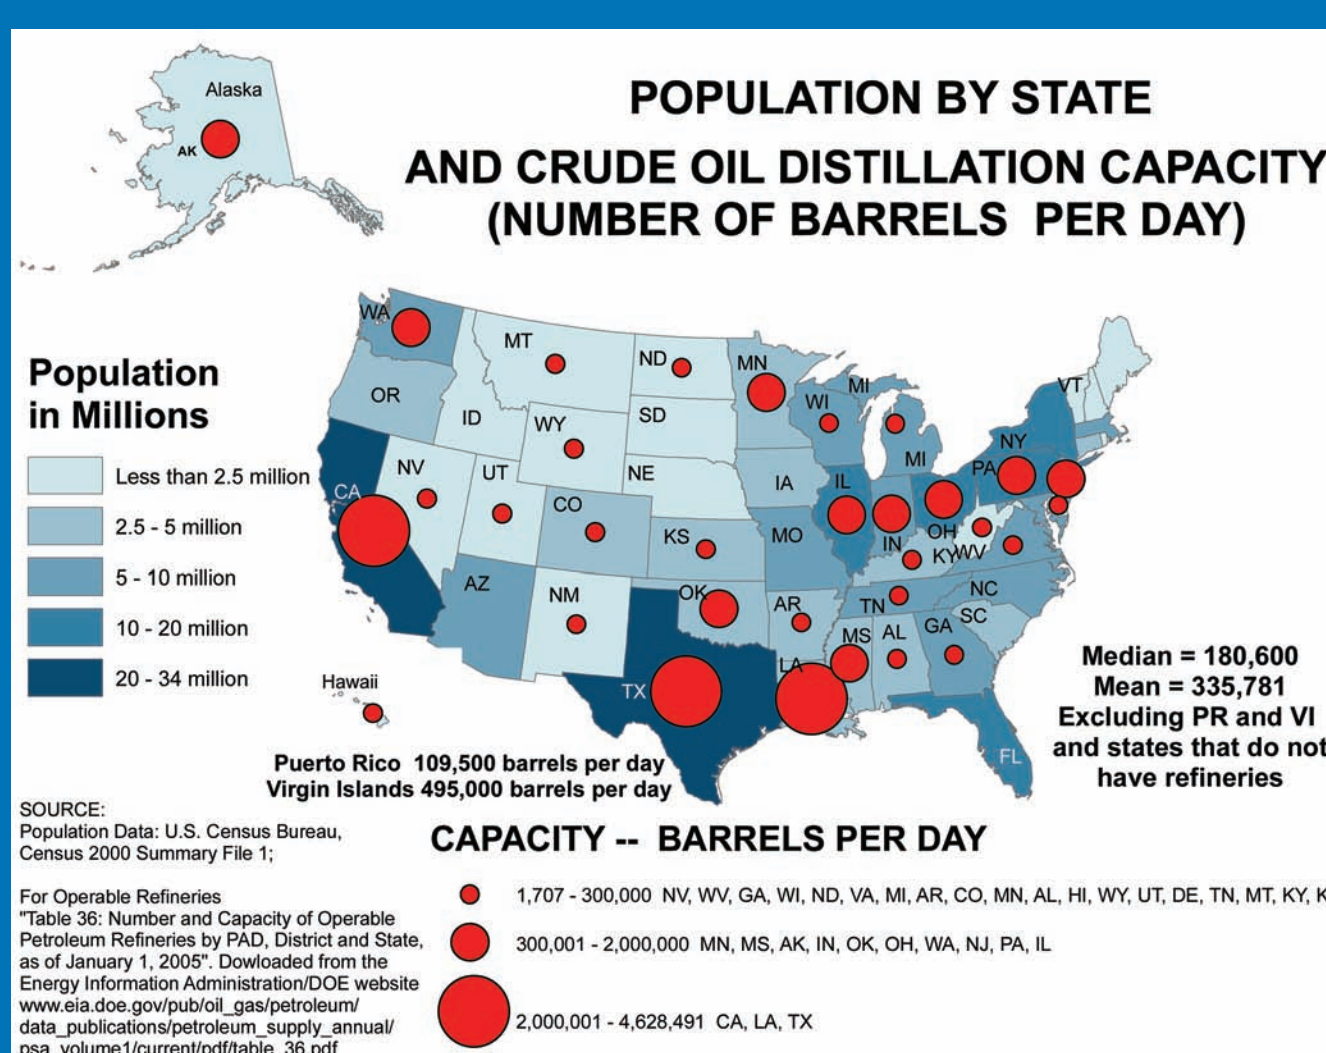 Alaska
AK
POPULATION BY STATE
AND CRUDE OIL DISTILLATION CAPACITY
(NUMBER OF BARRELS PER DAY)
WA
MT
ND
MN
MI
VT
OR
ID
WY
SD
WI
MI
NY
PA
NV
UT
NE
IA
IL
CA
CO
KS
MO
IN
OH
KY
WV
AZ
NM
OK
AR
TN
NC
SC
MS
AL
GA
LA
TX
FL
Hawaii
Population
in Millions
Less than 2.5 million
2.5 - 5 million
5 - 10 million
10 - 20 million
20 - 34 million
Median = 180,600
Mean = 335,781
Excluding PR and VI
and states that do not
have refineries
Puerto Rico 109,500 barrels per day
Virgin Islands 495,000 barrels per day
SOURCE:
Population Data: U.S. Census Bureau,
Census 2000 Summary File 1;
For Operable Refineries
"Table 36: Number and Capacity of Operable
Petroleum Refineries by PAD, District and State,
as of January 1, 2005". Dowloaded from the
Energy Information Administration/DOE website
www.eia.doe.gov/pub/oil_gas/petroleum/
data_publications/petroleum_supply_annual/
psa_volume1/current/pdf/table_36.pdf
CAPACITY -- BARRELS PER DAY
1,707 - 300,000 NV, WV, GA, WI, ND, VA, MI, AR, CO, MN, AL, HI, WY, UT, DE, TN, MT, KY,
300,001 - 2,000,000 MN, MS, AK, IN, OK, OH, WA, NJ, PA, IL
2,000,001 - 4,628,491 CA, LA, TX